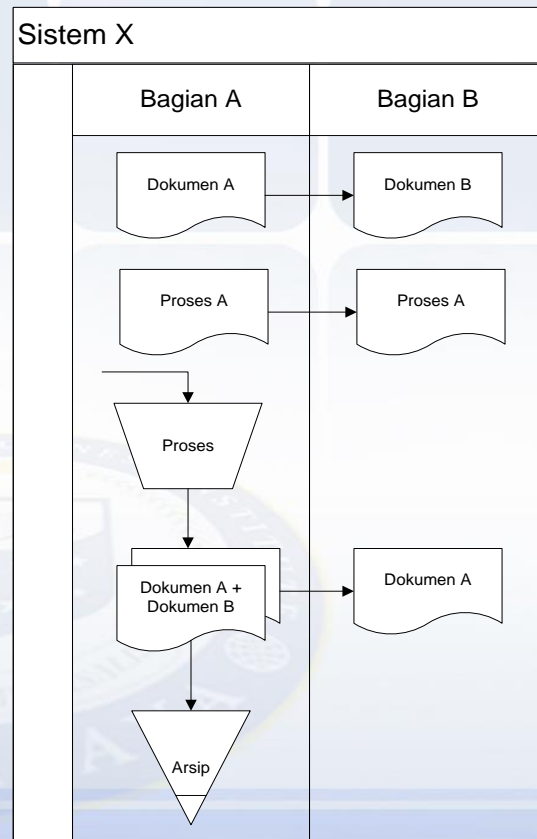 Sistem X
Bagian A
Bagian B
Dokumen A
Dokumen B
Proses A
Proses A
Proses
Dokumen A +
Dokumen B
Dokumen A
Arsip